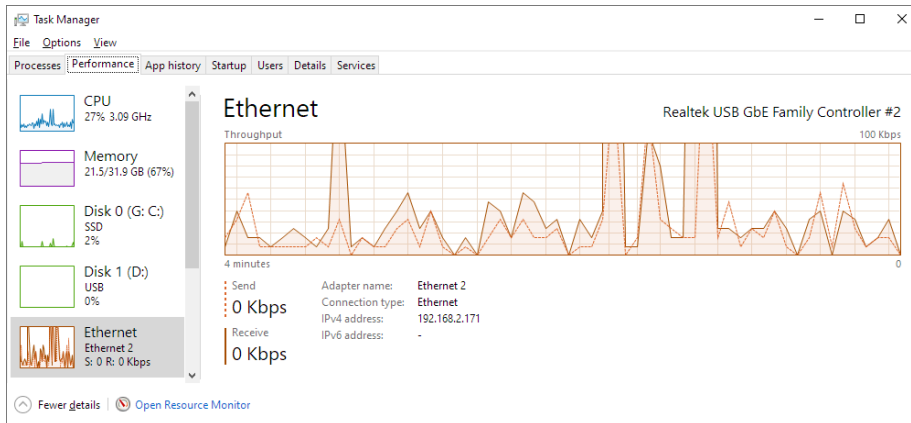 Task Manager
File Options View
Processes Performance App history Startup Users Details Services
CPU
27% 3.09 GHz
Memory
21.5/31.9 GB (67%)
Disk 0 (G: C:)
SSD
2%
Disk 1 (D:)
USB
0%
Ethernet
Ethernet 2
S: 0 R: 0 Kbps
Ethernet
Realtek USB GbE Family Controller #2
Throughput 100 Kbps
4 minutes 0
Send
0 Kbps
Receive
0 Kbps
Adapter name: Ethernet 2
Connection type: Ethernet
IPv4 address: 192.168.2.171
IPv6 address: -
Fewer details Open Resource Monitor